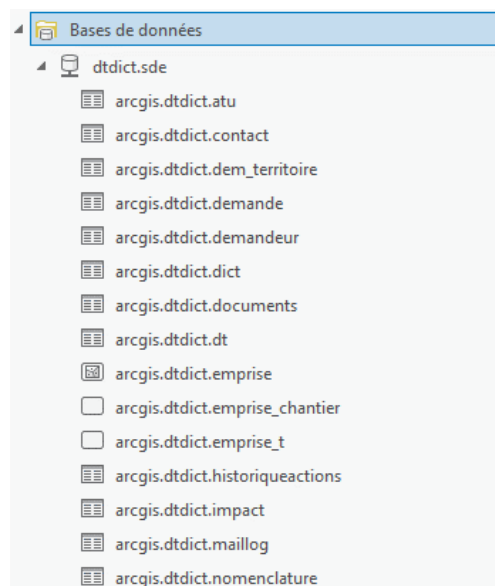 Bases de données
dtdict.sde
arcgis.dtdict.atu
arcgis.dtdict.contact
arcgis.dtdict.dem_territoire
arcgis.dtdict.demande
arcgis.dtdict.demandeur
arcgis.dtdict.dict
arcgis.dtdict.documents
arcgis.dtdict.dt
arcgis.dtdict.emprise
arcgis.dtdict.emprise_chantier
arcgis.dtdict.emprise_t
arcgis.dtdict.historiqueactions
arcgis.dtdict.impact
arcgis.dtdict.maillog
arcgis.dtdict.nomenclature